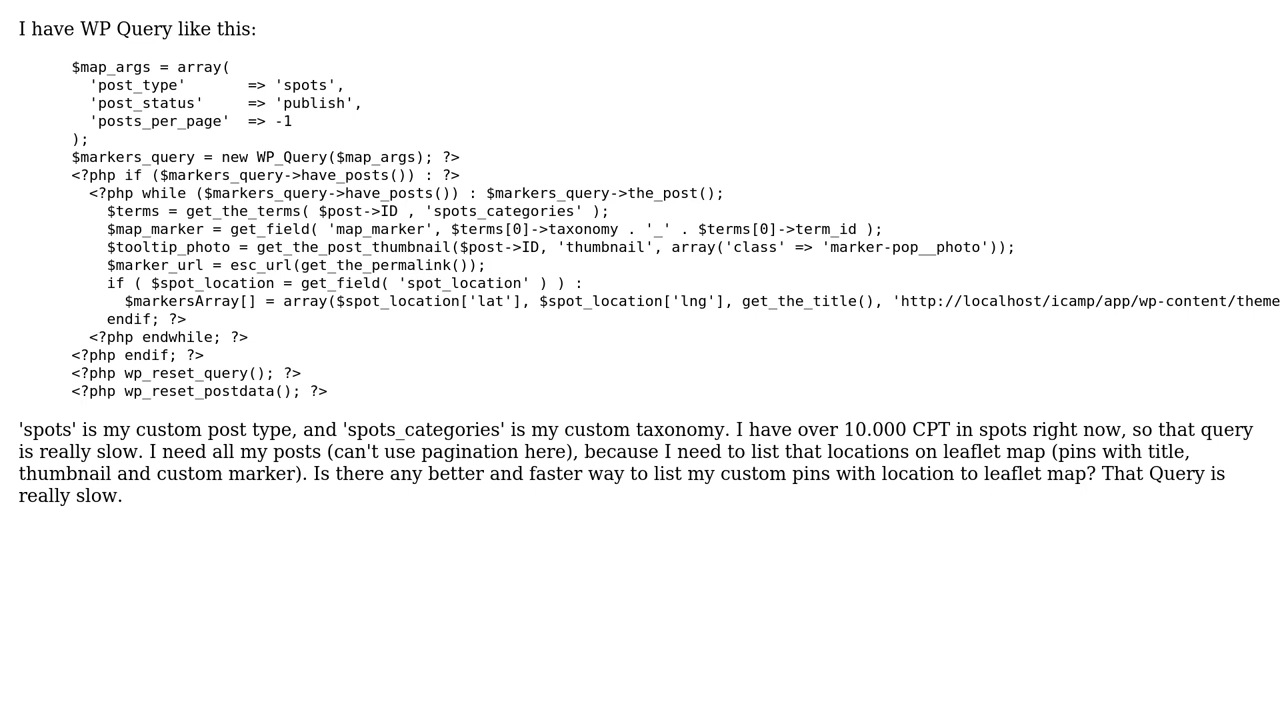 I have WP Query like this:
$map_args = array(
'post_type'       => 'spots',
'post_status'     => 'publish',
'posts_per_page'  => -1
);
$markers_query = new WP_Query($map_args); ?>
<?php if ($markers_query->have_posts()) : ?>
<?php while ($markers_query->have_posts()) : $markers_query->the_post();
$terms = get_the_terms( $post->ID , 'spots_categories' );
$map_marker = get_field( 'map_marker', $terms[0]->taxonomy . '_' . $terms[0]->term_id );
$tooltip_photo = get_the_post_thumbnail($post->ID, 'thumbnail', array('class' => 'marker-pop__photo'));
$marker_url = esc_url(get_the_permalink());
if ( $spot_location = get_field( 'spot_location' ) ) :
$markersArray[] = array($spot_location['lat'], $spot_location['lng'], get_the_title(), 'http://localhost/icamp/app/wp-content/theme
endif; ?>
<?php endwhile; ?>
<?php endif; ?>
<?php wp_reset_query(); ?>
<?php wp_reset_postdata(); ?>
'spots' is my custom post type, and 'spots_categories' is my custom taxonomy. I have over 10.000 CPT in spots right now, so that query
is really slow. I need all my posts (can't use pagination here), because I need to list that locations on leaflet map (pins with title,
thumbnail and custom marker). Is there any better and faster way to list my custom pins with location to leaflet map? That Query is
really slow.